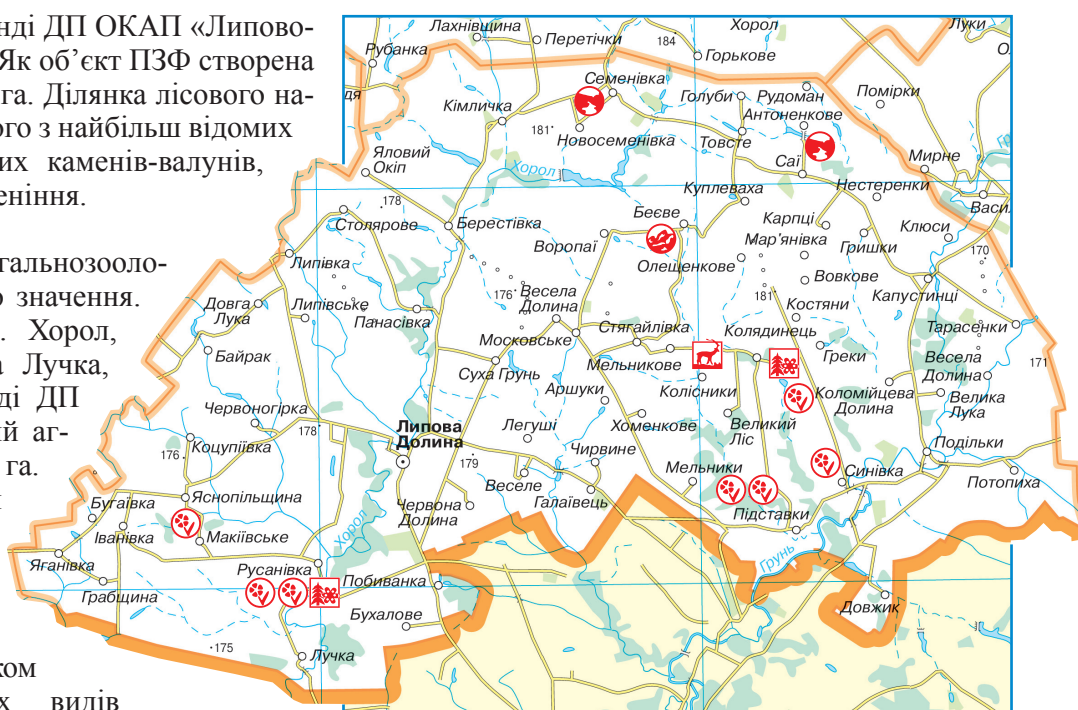 нді ДП ОКАП «Липово-
Як об’єкт ПЗФ створена
га. Ділянка лісового на-
ого з найбільш відомих
их каменів-валунів,
еніння.
гальнозооло-
о значення.
. Хорол,
а Лучка,
ді ДП
ий аг-
га.
ком
х видів
Лахнівщина
Перетічки
Хорол
Луки
Рубанка
184
Горькове
Семенівка
Кімличка
Голуби
Рудоман
Помірки
Антоненкове
181
Новосеменівка
Товсте
Яловий
Окіп
Хорол
Саї
Мирне
Куплеваха
Нестеренки
178
Столярове
Берестівка
Беєве
Васи
Карпці
Клюси
Воропаї
Мар’янівка
Гришки
170
Олещенкове
Липівка
Вовкове
176
Весела
Долина
181
Капустинці
Довга
Лука
Липівське
Костяни
Панасівка
Стягайлівка
Колядинець
Тарасенки
Московське
Байрак
Мельникове
Греки
Весела
Долина
171
Суха Грунь
Аршуки
Колісники
Коломійцева
Долина
Велика
Лука
Червоногірка
178
Липова
Долина
Легуші
Хоменкове
Великий
Ліс
Коцупіївка
176
Чирвине
Подільки
179
Мельники
Синівка
Веселе
Потопиха
Яснопільщина
Бугаївка
Червона
Долина
Галаївець
Підставки
Іванівка
Макіївське
Хорол
Яганівка
Русанівка
Побиванка
Грунь
Грабщина
Бухалове
Довжик
175
Лучка